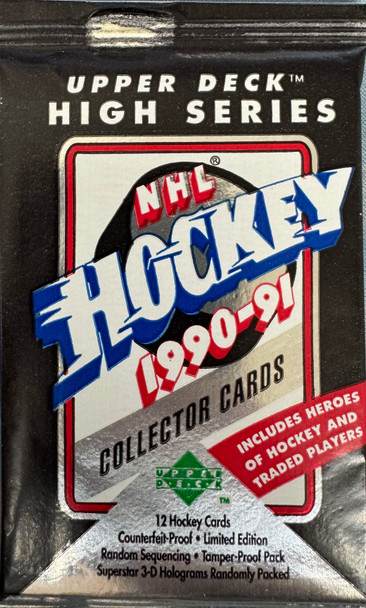 UPPER DECK™
HIGH SERIES
NHL®
HOCKEY
1990-91
COLLECTOR CARDS
INCLUDES HEROES
OF HOCKEY AND
TRADED PLAYERS
UPPER
DECK
™
12 Hockey Cards
Counterfeit-Proof • Limited Edition
Random Sequencing • Tamper-Proof Pack
Superstar 3-D Holograms Randomly Packed